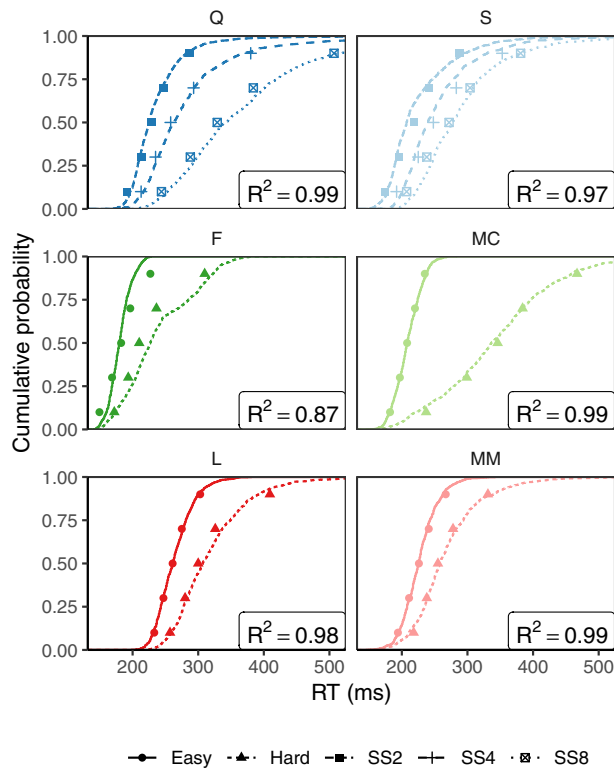 Q S
1.00
0.75
0.50
0.25
0.00
R² = 0.99 R² = 0.97
F MC
1.00
0.75
0.50
0.25
0.00
R² = 0.87 R² = 0.99
L MM
1.00
0.75
0.50
0.25
0.00
R² = 0.98 R² = 0.99
Cumulative probability
200 300 400 500 200 300 400 500
RT (ms)
Easy Hard SS2 SS4 SS8